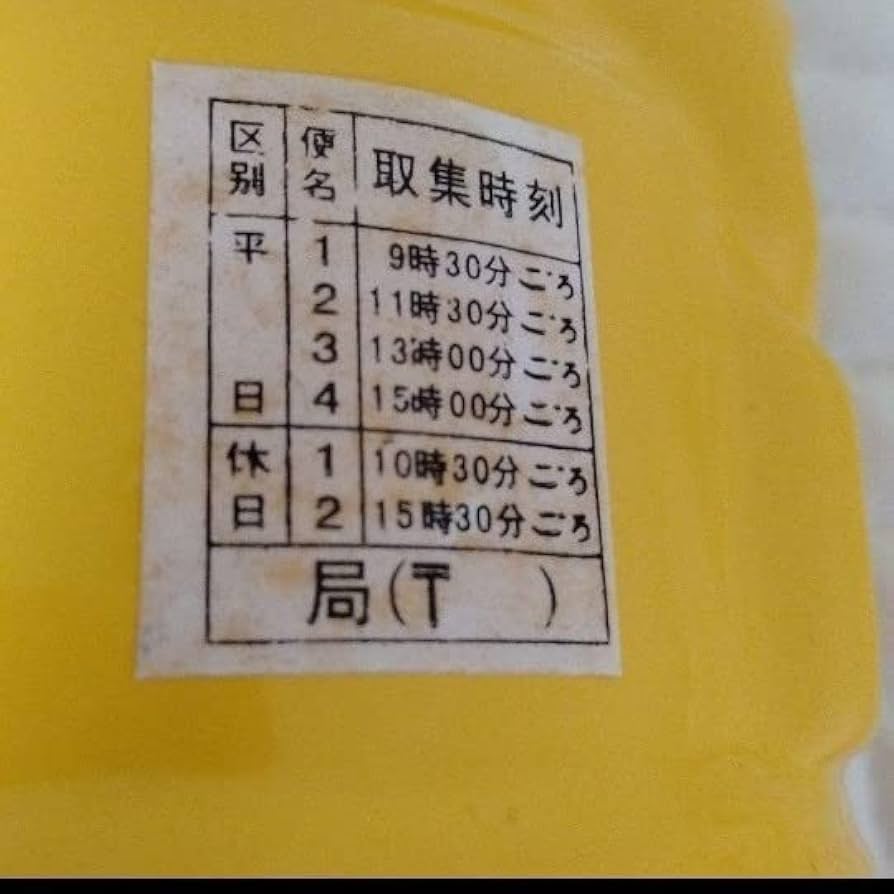 区別 便名 取集時刻
平 1 9時30分ごろ
2 11時30分ごろ
3 13時00分ごろ
日 4 15時00分ごろ
休 1 10時30分ごろ
日 2 15時30分ごろ
局(〒 )